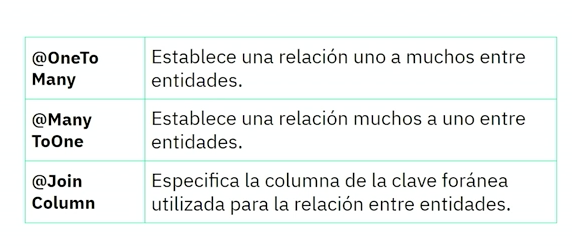 @OneTo
Many
Establece una relación uno a muchos entre
entidades.
@Many
ToOne
Establece una relación muchos a uno entre
entidades.
@Join
Column
Especifica la columna de la clave foránea
utilizada para la relación entre entidades.